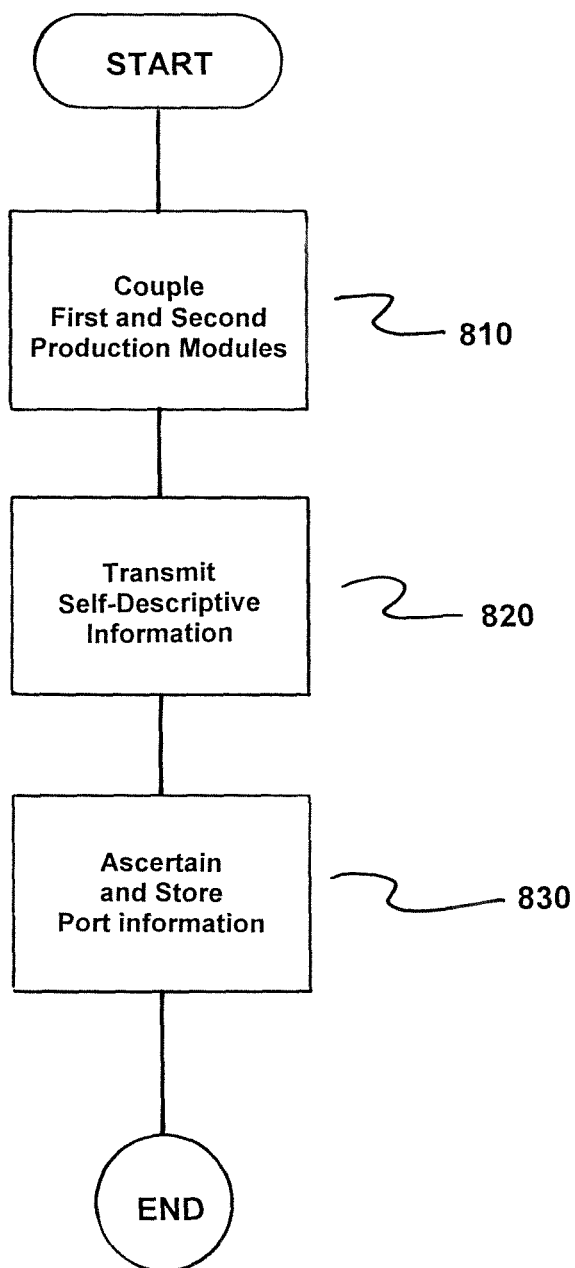 START
Couple
First and Second
Production Modules
810
Transmit
Self-Descriptive
Information
820
Ascertain
and Store
Port information
830
END